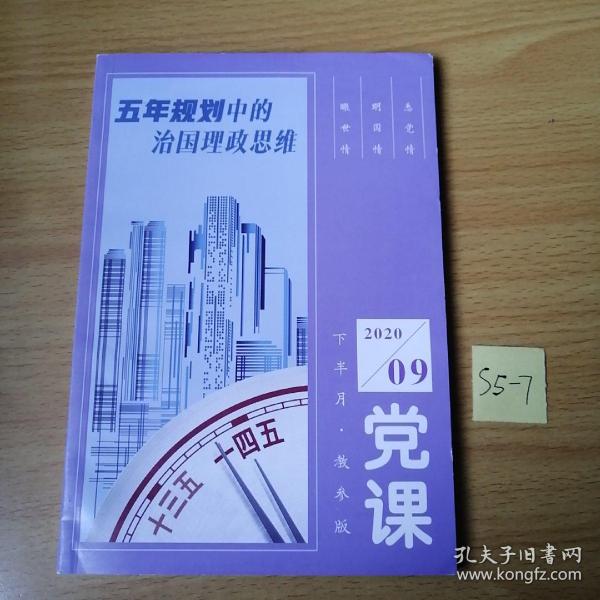 五年规划中的
治国理政思维
悉党情
明国情
瞰世情
2020
09
下半月·教参版
党课
十三五
十四五
S5-7
孔夫子旧书网
www.kongfz.com